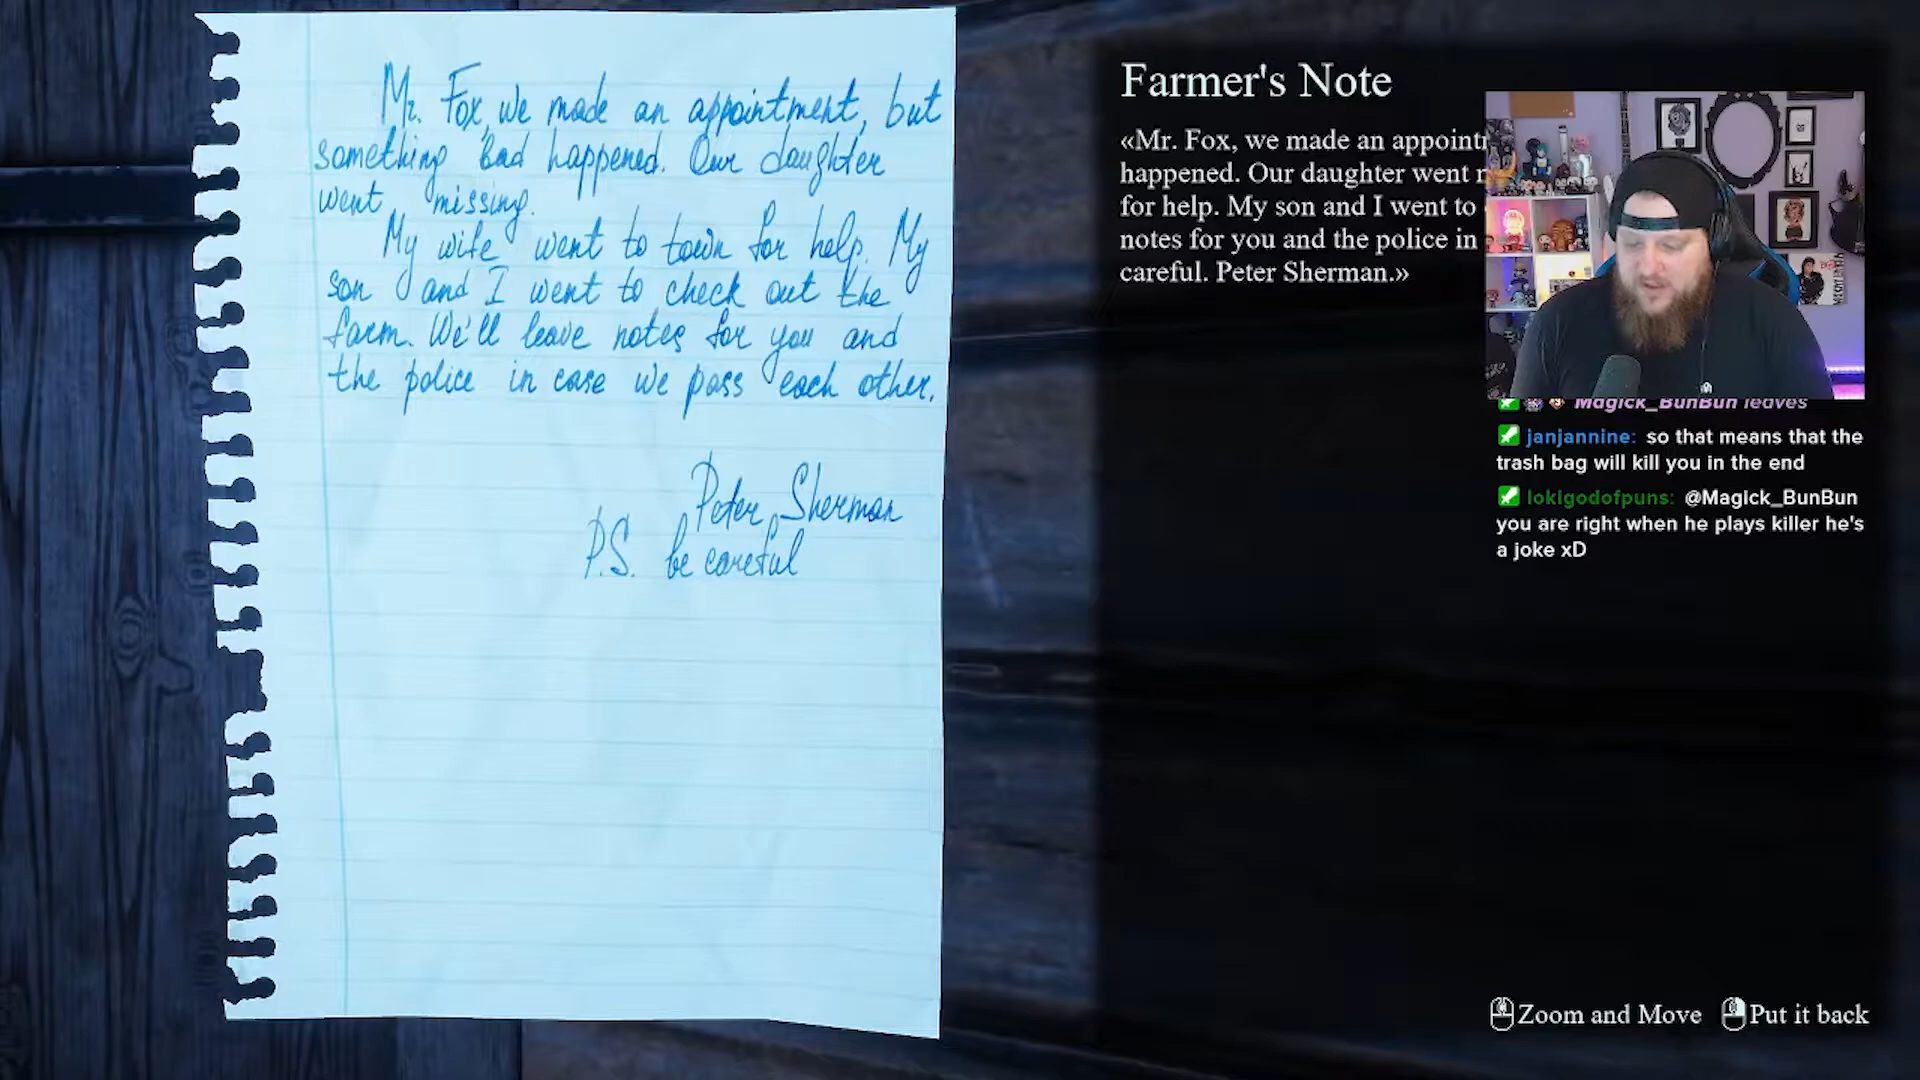 Mr. Fox, we made an appointment, but
something bad happened. Our daughter
went missing.
My wife went to town for help. My
son and I went to check out the
farm. We'll leave notes for you and
the police in case we pass each other.
Peter Sherman
P.S. be careful
Farmer's Note
«Mr. Fox, we made an appoint
happened. Our daughter went
for help. My son and I went to
notes for you and the police in
careful. Peter Sherman.»
Magick_BunBun leaves
janjannine: so that means that the
trash bag will kill you in the end
lokigodofpuns: @Magick_BunBun
you are right when he plays killer he's
a joke xD
Zoom and Move
Put it back